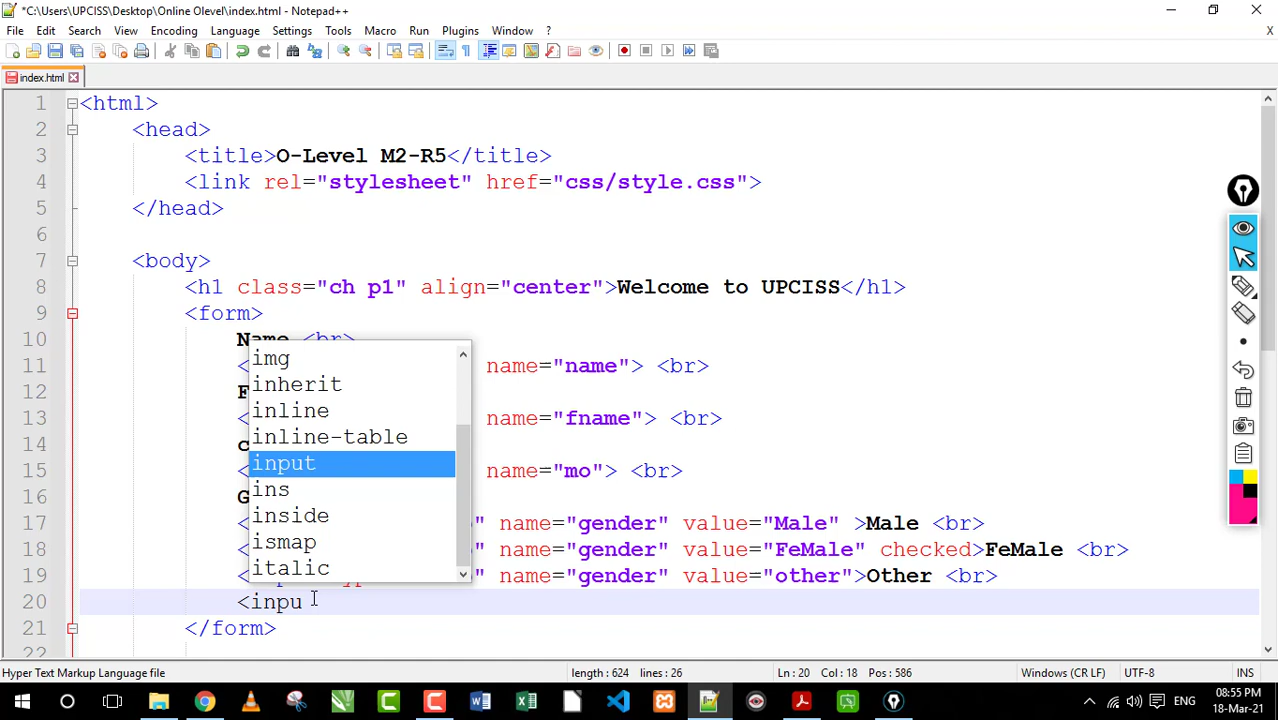 *C:\Users\UPCISS\Desktop\Online Olevel\index.html - Notepad++
File Edit Search View Encoding Language Settings Tools Macro Run Plugins Window ? X
index.html
1 <html>
2 <head>
3 <title>O-Level M2-R5</title>
4 <link rel="stylesheet" href="css/style.css">
5 </head>
6
7 <body>
8 <h1 class="ch p1" align="center">Welcome to UPCISS</h1>
9 <form>
10 Name <br>
11 < name="name"> <br>
12
13 < name="fname"> <br>
14
15 < name="mo"> <br>
16 G
17 < " name="gender" value="Male" >Male <br>
18 < " name="gender" value="FeMale" checked>FeMale <br>
19 < " name="gender" value="other">Other <br>
20 <inpu
21 </form>
22
img
inherit
inline
inline-table
input
ins
inside
ismap
italic
Hyper Text Markup Language file length : 624 lines : 26 Ln : 20 Col : 18 Pos : 586 Windows (CR LF) UTF-8 INS
ENG 08:55 PM
18-Mar-21